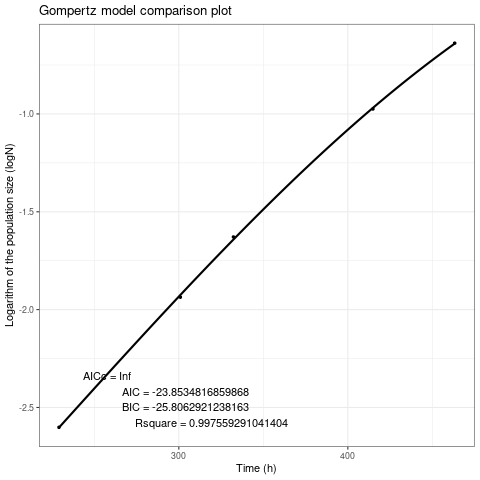 Gompertz model comparison plot
Logarithm of the population size (logN)
-1.0
-1.5
-2.0
-2.5
AICc = Inf
AIC = -23.8534816859868
BIC = -25.8062921238163
Rsquare = 0.997559291041404
300
400
Time (h)